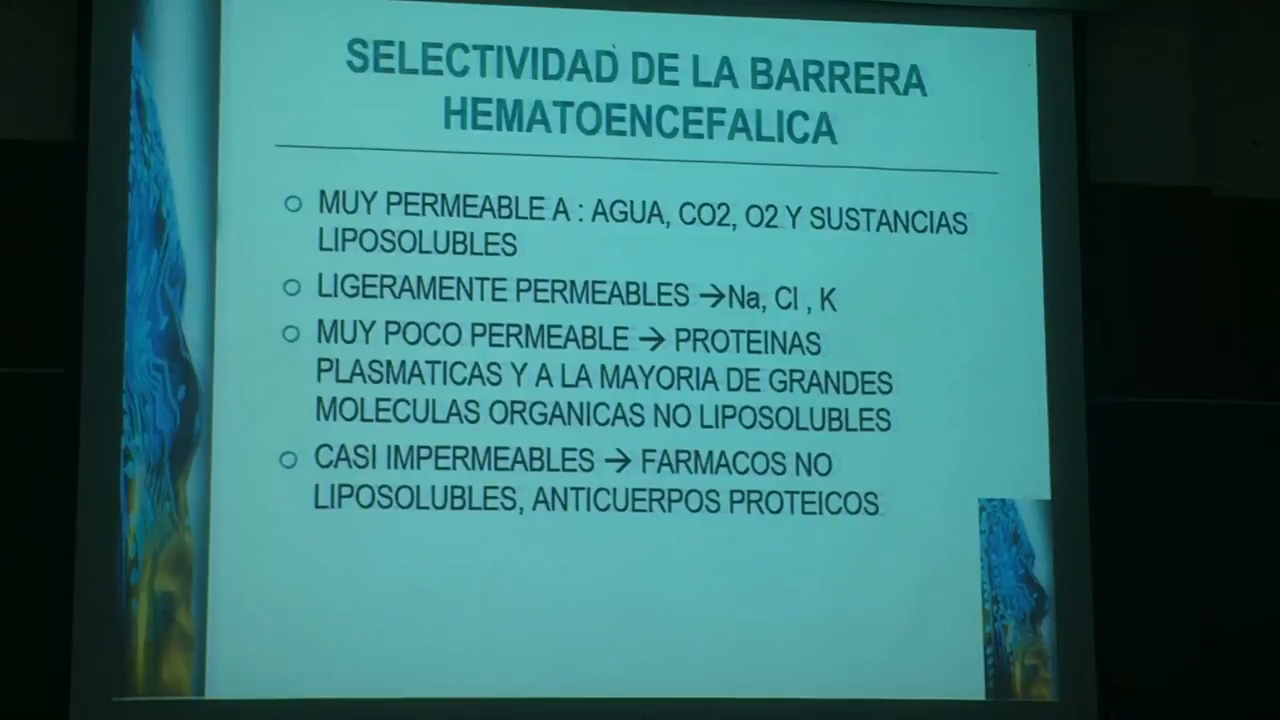 SELECTIVIDAD DE LA BARRERA
HEMATOENCEFALICA
MUY PERMEABLE A : AGUA, CO2, O2 Y SUSTANCIAS
LIPOSOLUBLES
LIGERAMENTE PERMEABLES →Na, Cl , K
MUY POCO PERMEABLE → PROTEINAS
PLASMATICAS Y A LA MAYORIA DE GRANDES
MOLECULAS ORGANICAS NO LIPOSOLUBLES
CASI IMPERMEABLES → FARMACOS NO
LIPOSOLUBLES, ANTICUERPOS PROTEICOS